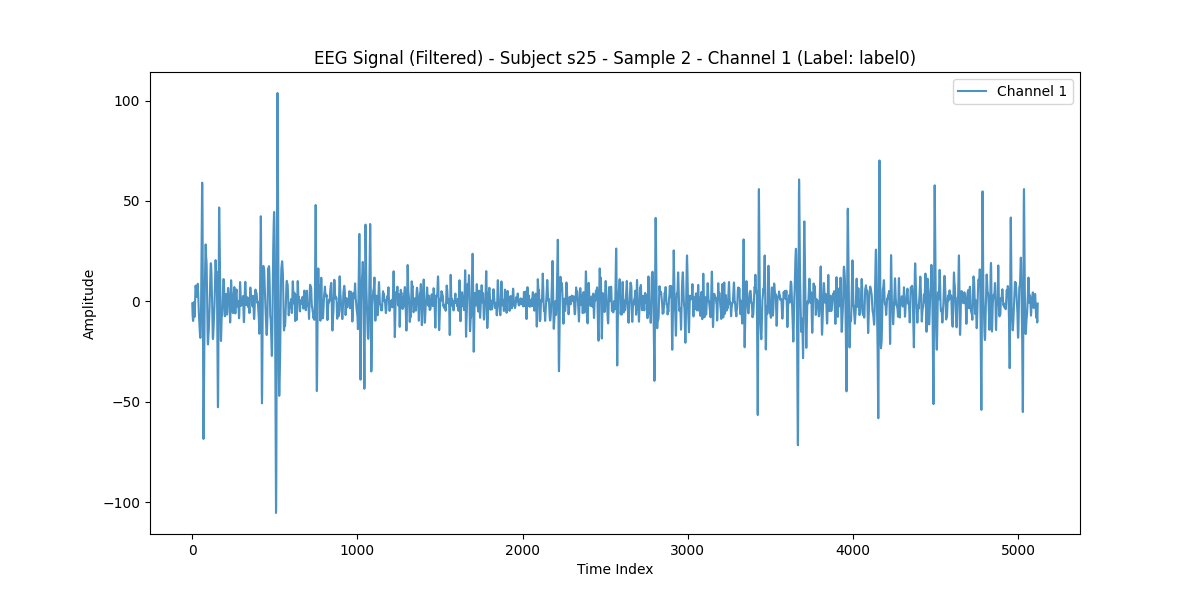 EEG Signal (Filtered) - Subject s25 - Sample 2 - Channel 1 (Label: label0)
Channel 1
100
50
0
−50
−100
Amplitude
0 1000 2000 3000 4000 5000
Time Index